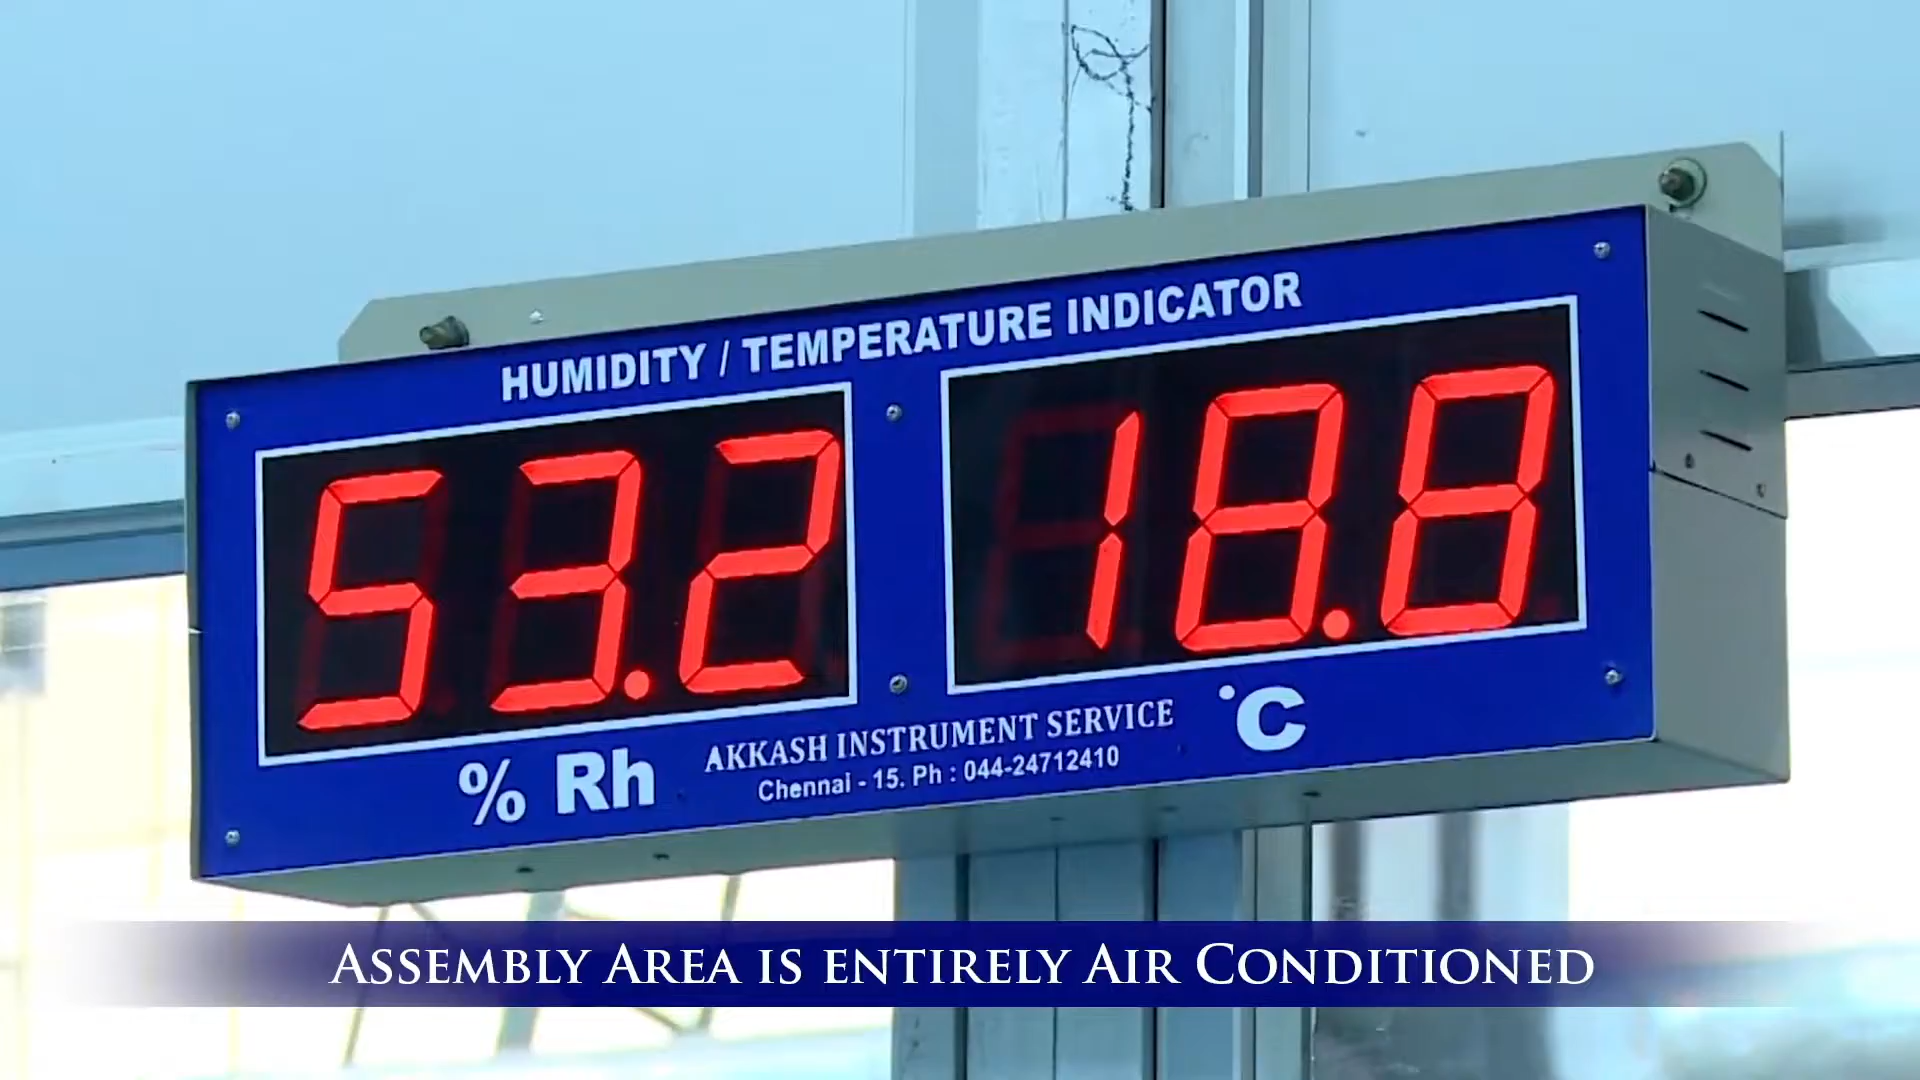 HUMIDITY / TEMPERATURE INDICATOR
53.2 18.8
% Rh °C
AKKASH INSTRUMENT SERVICE
Chennai - 15. Ph : 044-24712410
Assembly Area is entirely Air Conditioned